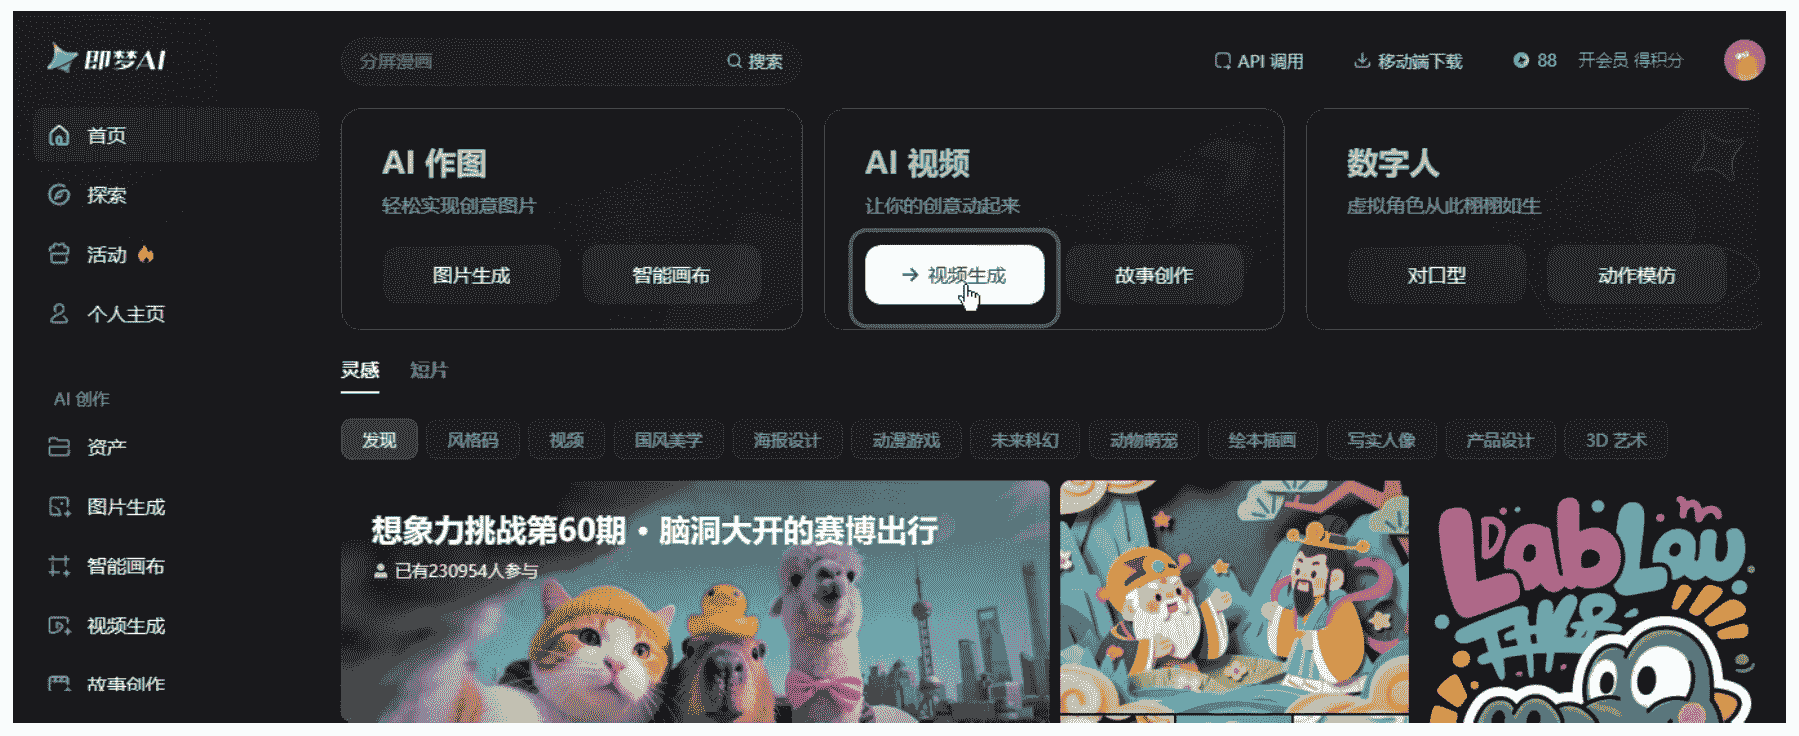 即梦AI
分屏漫画
搜索
API 调用
移动端下载
88
开会员 得积分
首页
探索
活动
个人主页
AI 创作
资产
图片生成
智能画布
视频生成
故事创作
AI 作图
轻松实现创意图片
图片生成
智能画布
AI 视频
让你的创意动起来
视频生成
故事创作
数字人
虚拟角色从此栩栩如生
对口型
动作模仿
灵感
短片
发现
风格码
视频
国风美学
海报设计
动漫游戏
未来科幻
动物萌宠
绘本插画
写实人像
产品设计
3D 艺术
想象力挑战第60期·脑洞大开的赛博出行
已有230954人参与